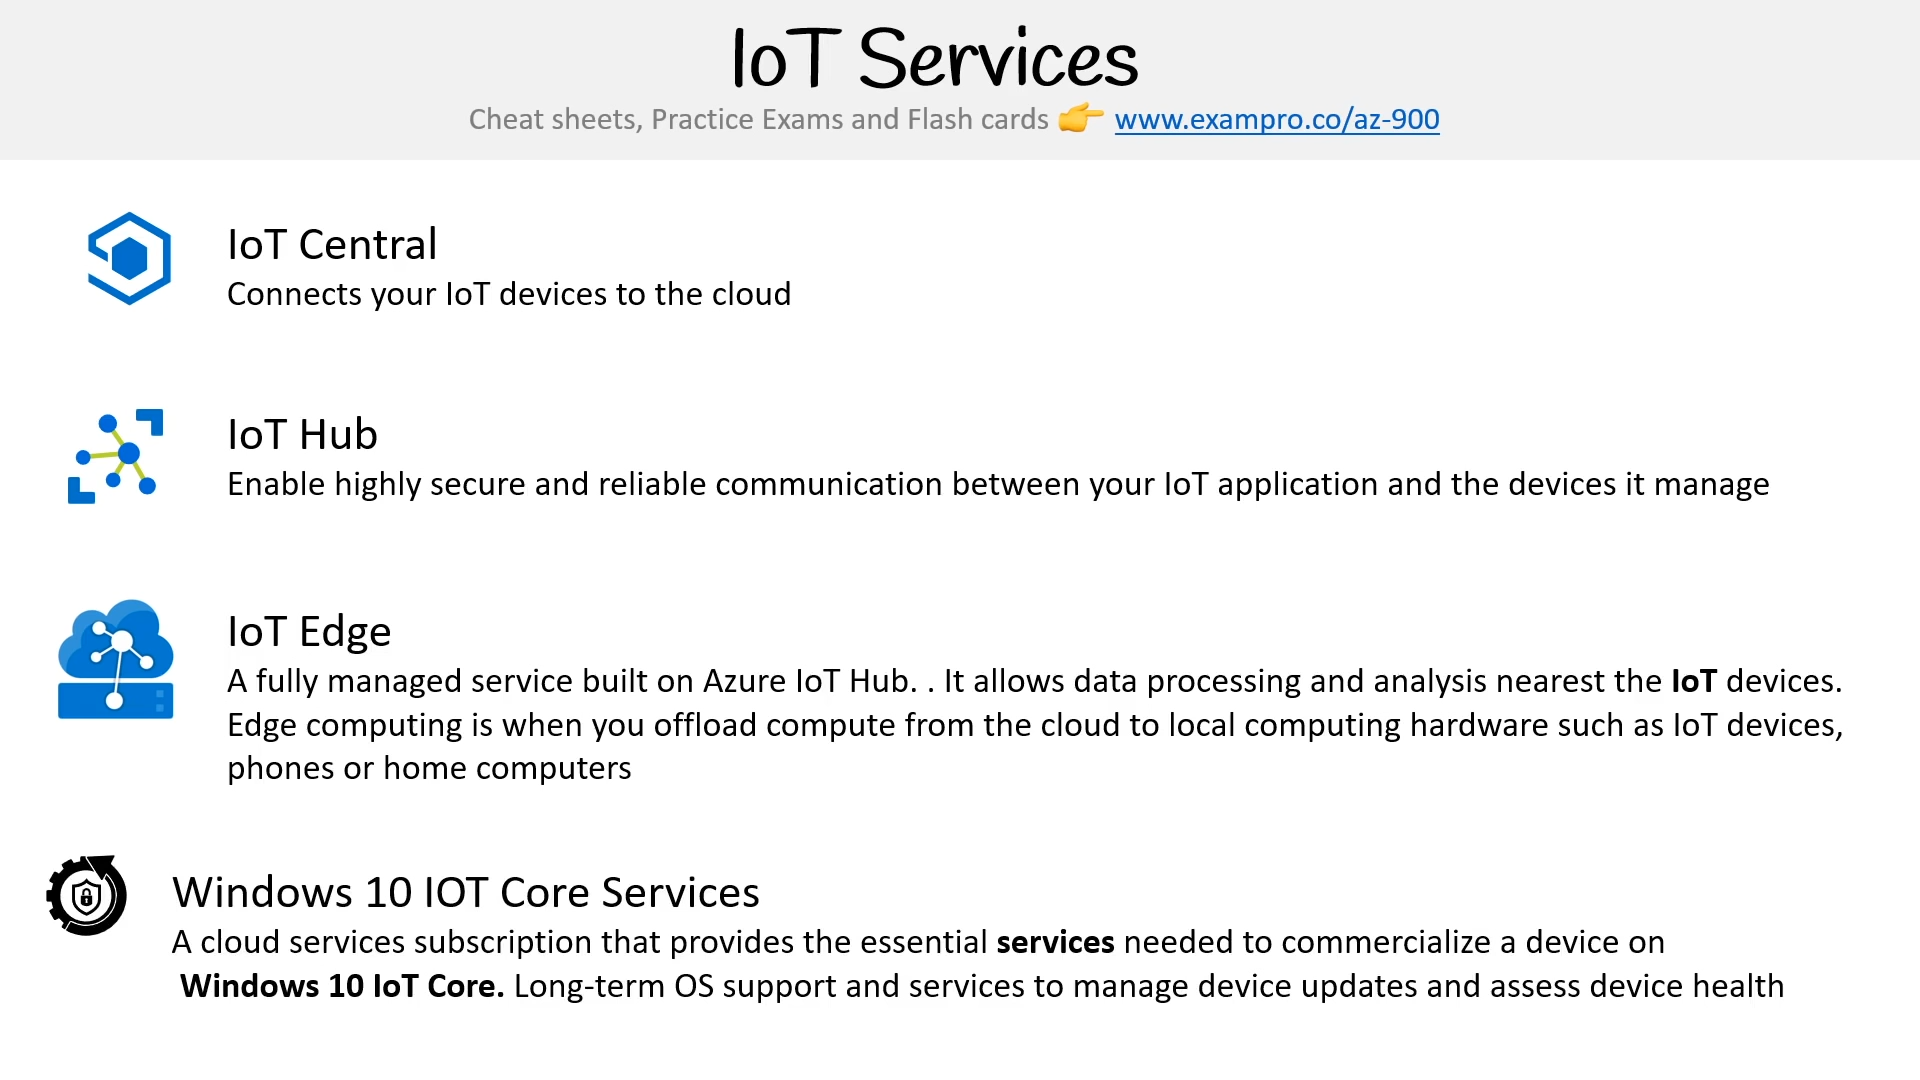 IoT Services
Cheat sheets, Practice Exams and Flash cards 👉 www.exampro.co/az-900
IoT Central
Connects your IoT devices to the cloud
IoT Hub
Enable highly secure and reliable communication between your IoT application and the devices it manage
IoT Edge
A fully managed service built on Azure IoT Hub. . It allows data processing and analysis nearest the IoT devices.
Edge computing is when you offload compute from the cloud to local computing hardware such as IoT devices,
phones or home computers
Windows 10 IOT Core Services
A cloud services subscription that provides the essential services needed to commercialize a device on
Windows 10 IoT Core. Long-term OS support and services to manage device updates and assess device health